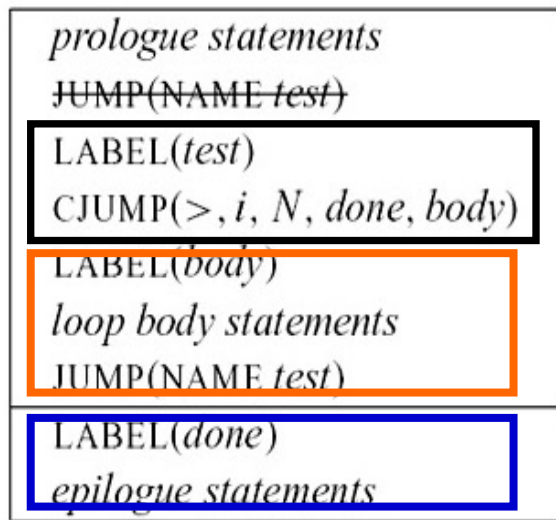 prologue statements
JUMP(NAME test)
LABEL(test)
CJUMP(>, i, N, done, body)
LABEL(body)
loop body statements
JUMP(NAME test)
LABEL(done)
epilogue statements